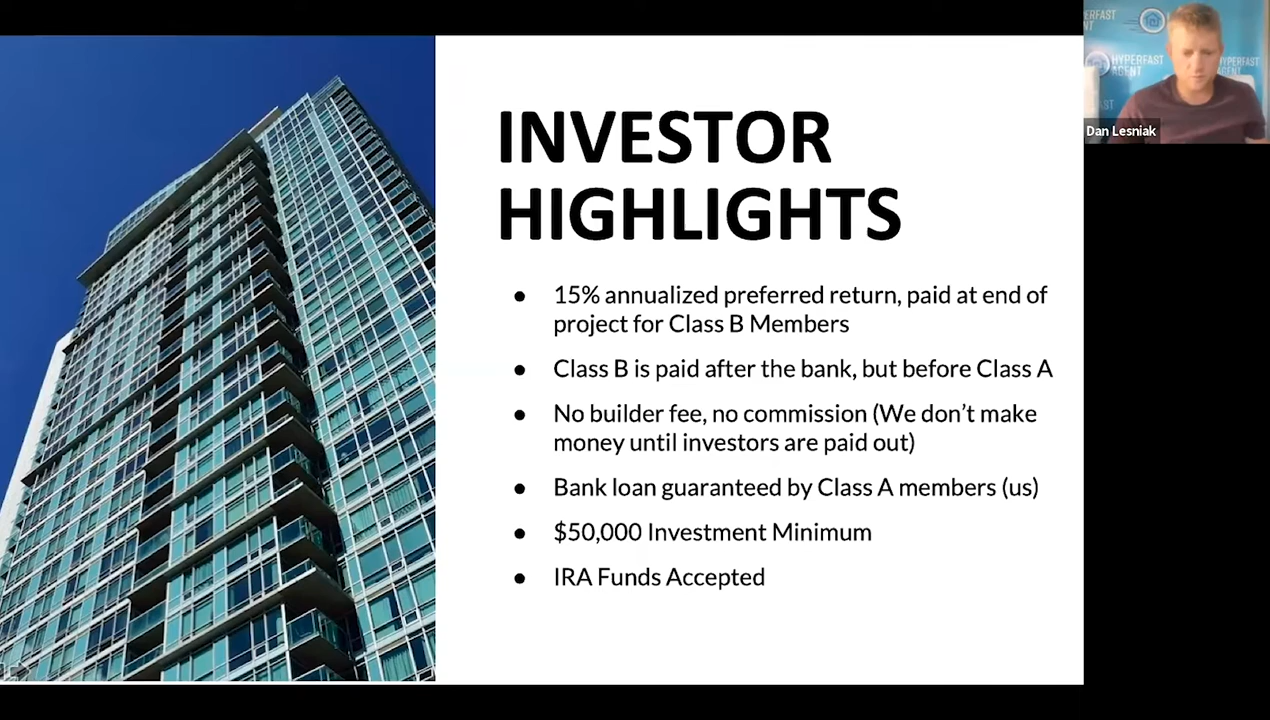 INVESTOR
HIGHLIGHTS
● 15% annualized preferred return, paid at end of
project for Class B Members
● Class B is paid after the bank, but before Class A
● No builder fee, no commission (We don’t make
money until investors are paid out)
● Bank loan guaranteed by Class A members (us)
● $50,000 Investment Minimum
● IRA Funds Accepted
HYPERFAST
AGENT
Dan Lesniak